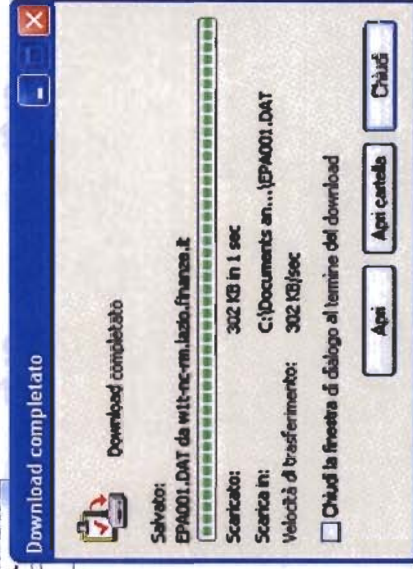 Download completato
Download completato
Salvato:
EPA001.DAT da wit-nc-rm.lazio.finanze.it
Scaricato: 302 KB in 1 sec
Scarica in: C:\Documents an...\EPA001.DAT
Velocità di trasferimento: 302 KB/sec
Chiudi la finestra di dialogo al termine del download
Apri Apri cartella Chiudi